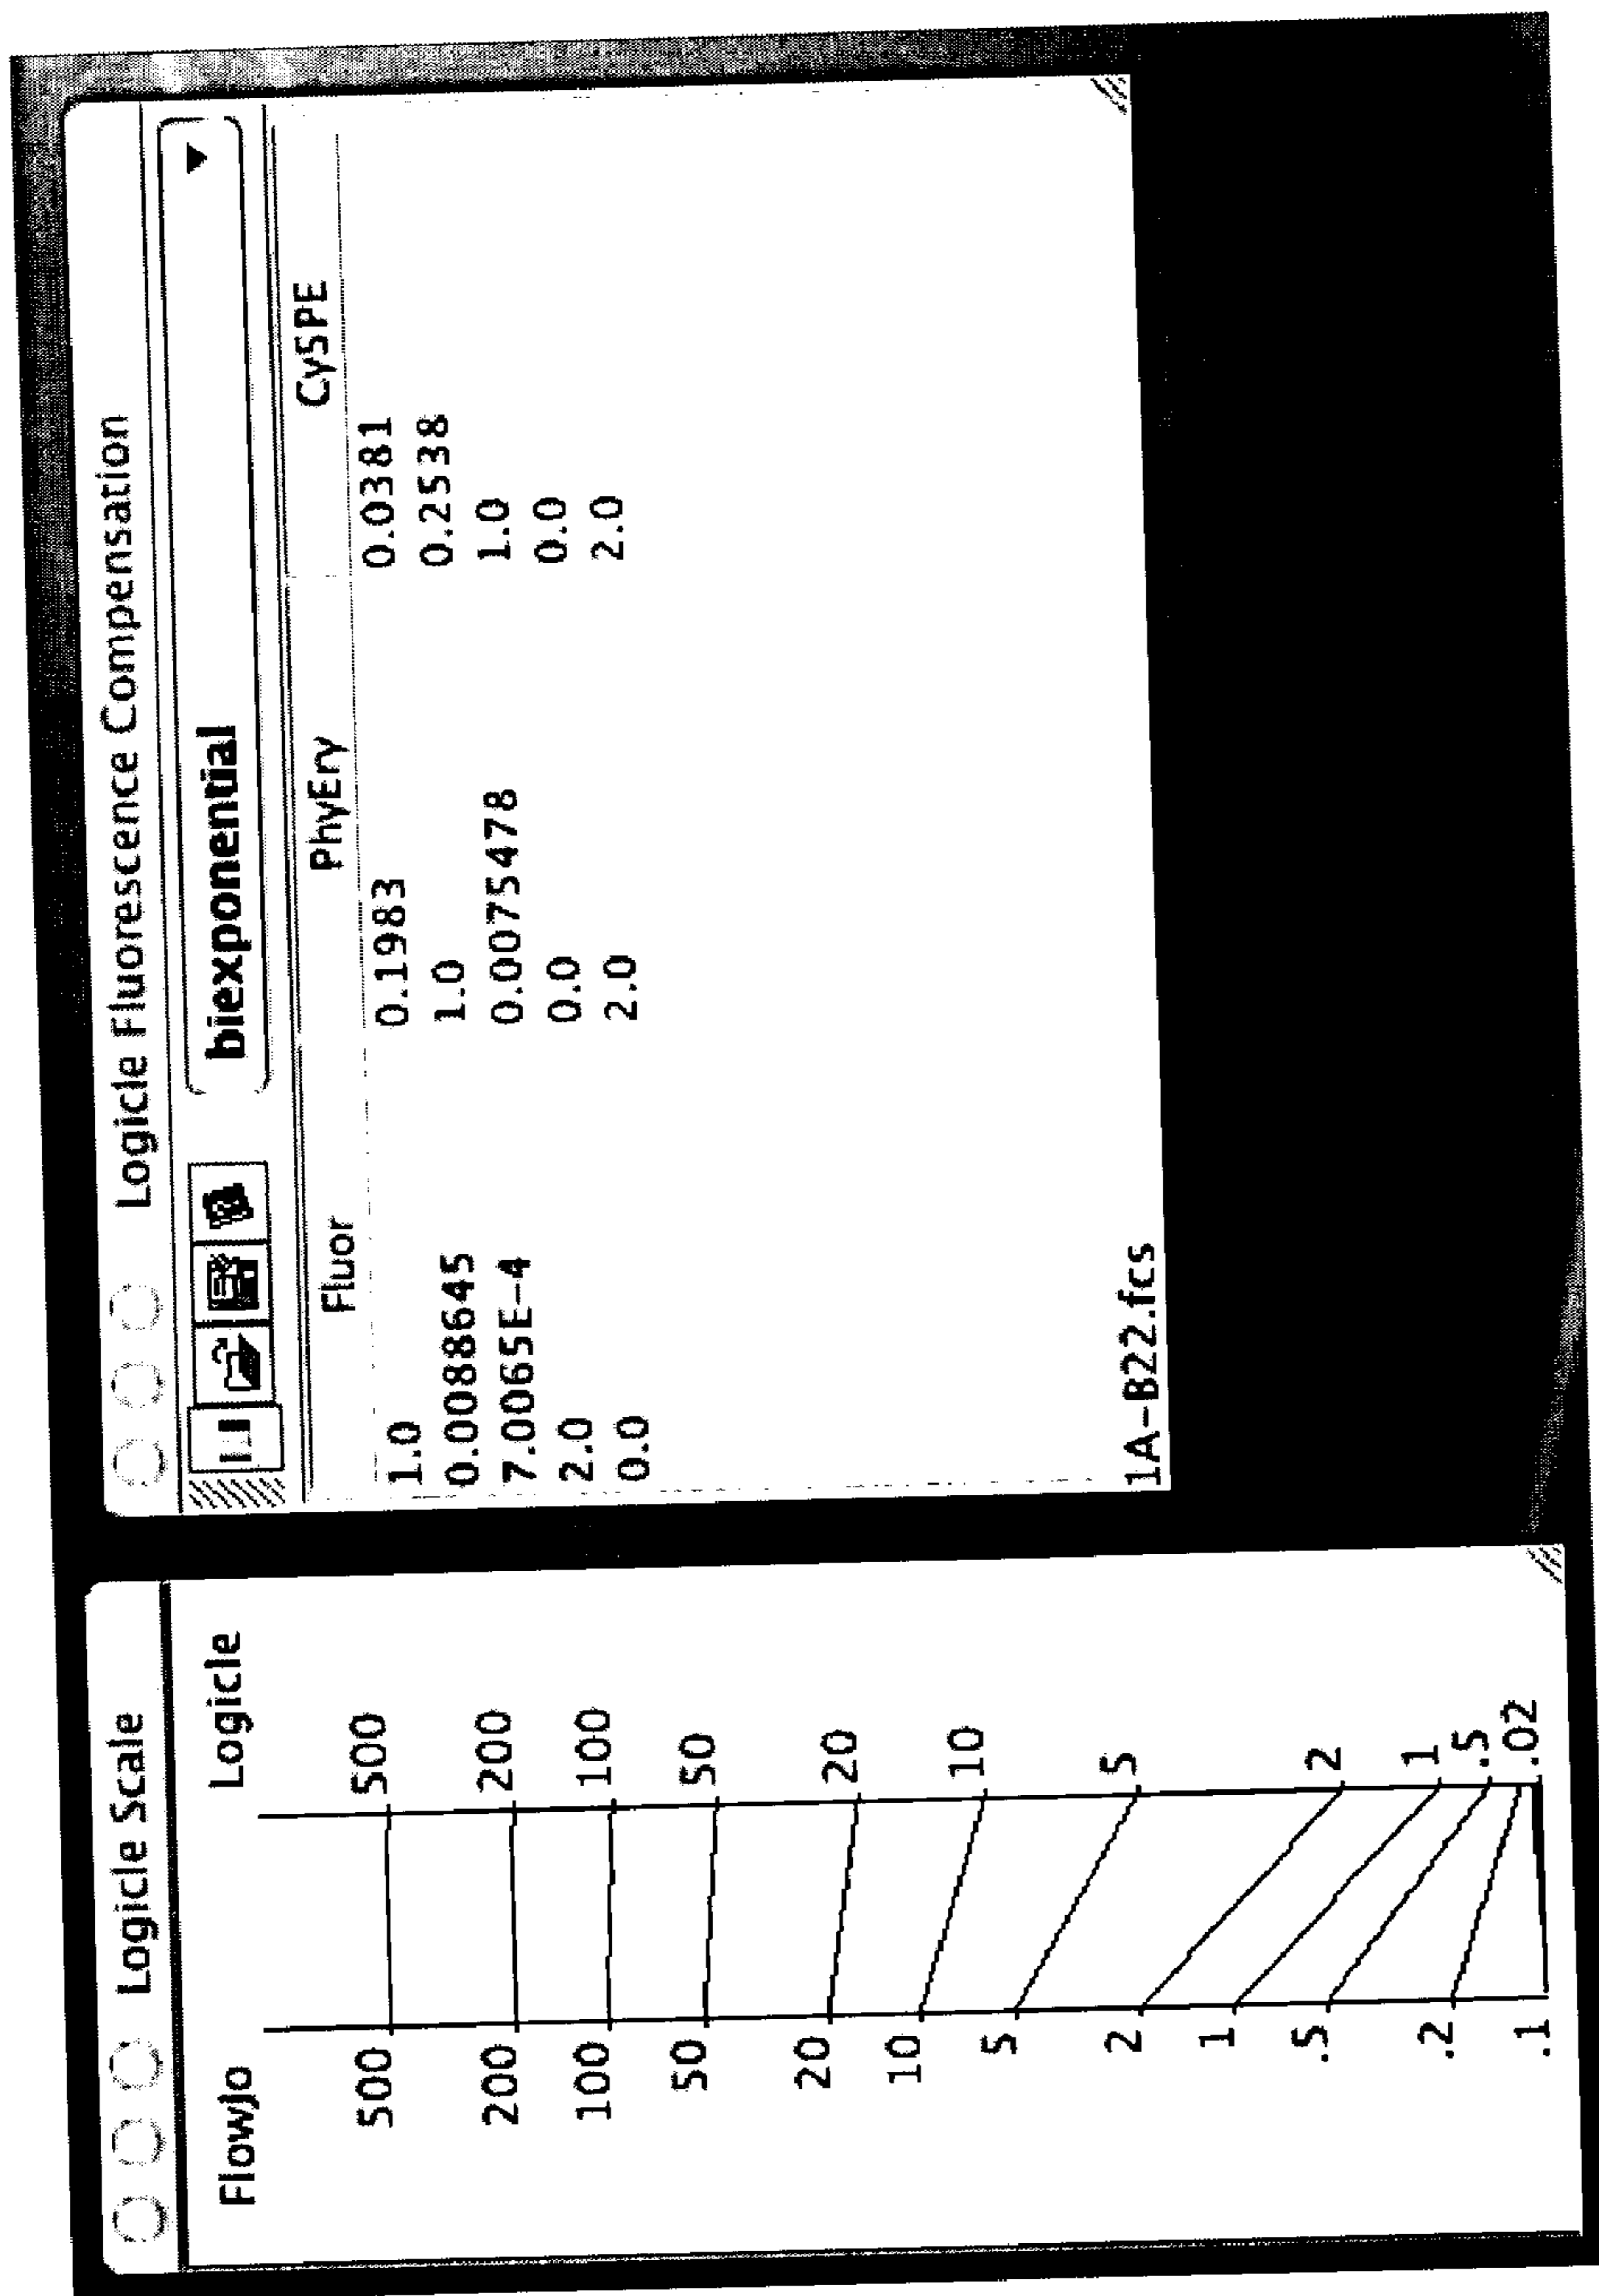 Logicle Scale
FlowJo Logicle
500 500
200 200
100 100
50 50
20 20
10 10
5 5
2 2
1 1
.5 .5
.2 .02
.1
Logicle Fluorescence Compensation
biexponential
Fluor PhyEry Cy5PE
1.0 0.1983 0.0381
0.0088645 1.0 0.2538
7.0065E-4 0.0075478 1.0
2.0 0.0 0.0
0.0 2.0 2.0
1A-B22.fcs